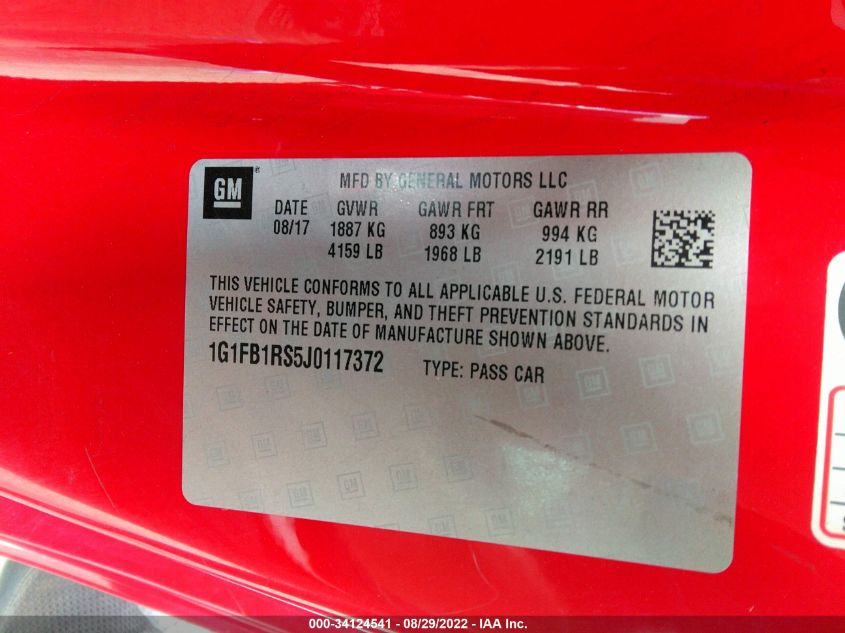 GM ® MFD BY GENERAL MOTORS LLC
DATE GVWR GAWR FRT GAWR RR
08/17 1887 KG 893 KG 994 KG
4159 LB 1968 LB 2191 LB
THIS VEHICLE CONFORMS TO ALL APPLICABLE U.S. FEDERAL MOTOR
VEHICLE SAFETY, BUMPER, AND THEFT PREVENTION STANDARDS IN
EFFECT ON THE DATE OF MANUFACTURE SHOWN ABOVE.
1G1FB1RS5J0117372 TYPE: PASS CAR
000-34124541 - 08/29/2022 - IAA Inc.